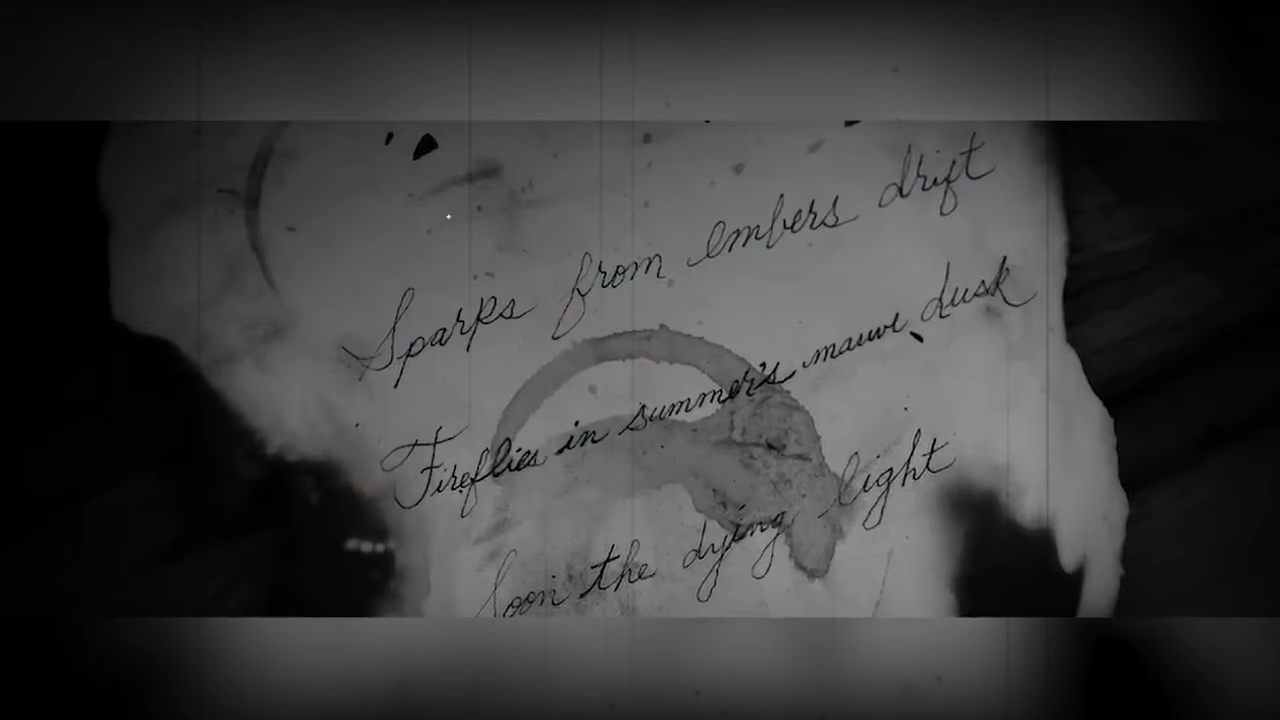 Sparks from embers drift
Fireflies in summer's mauve dusk
Soon the dying light